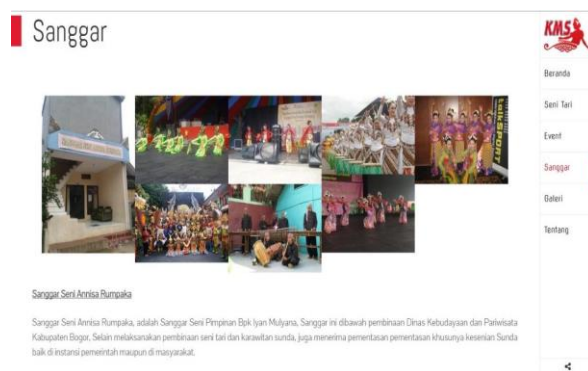 Sanggar
KMS
Beranda
Seni Tari
Event
Sanggar
Galeri
Tentang
Sanggar Seni Annisa Rumpaka
Sanggar Seni Annisa Rumpaka, adalah Sanggar Seni Pimpinan Bpk Iyan Mulyana, Sanggar ini dibawah pembinaan Dinas Kebudayaan dan Pariwisata
Kabupaten Bogor, Selain melaksanakan pembinaan seni tari dan karawitan sunda, juga menerima pementasan pementasan khusunya kesenian Sunda
baik di instansi pemerintah maupun di masyarakat.